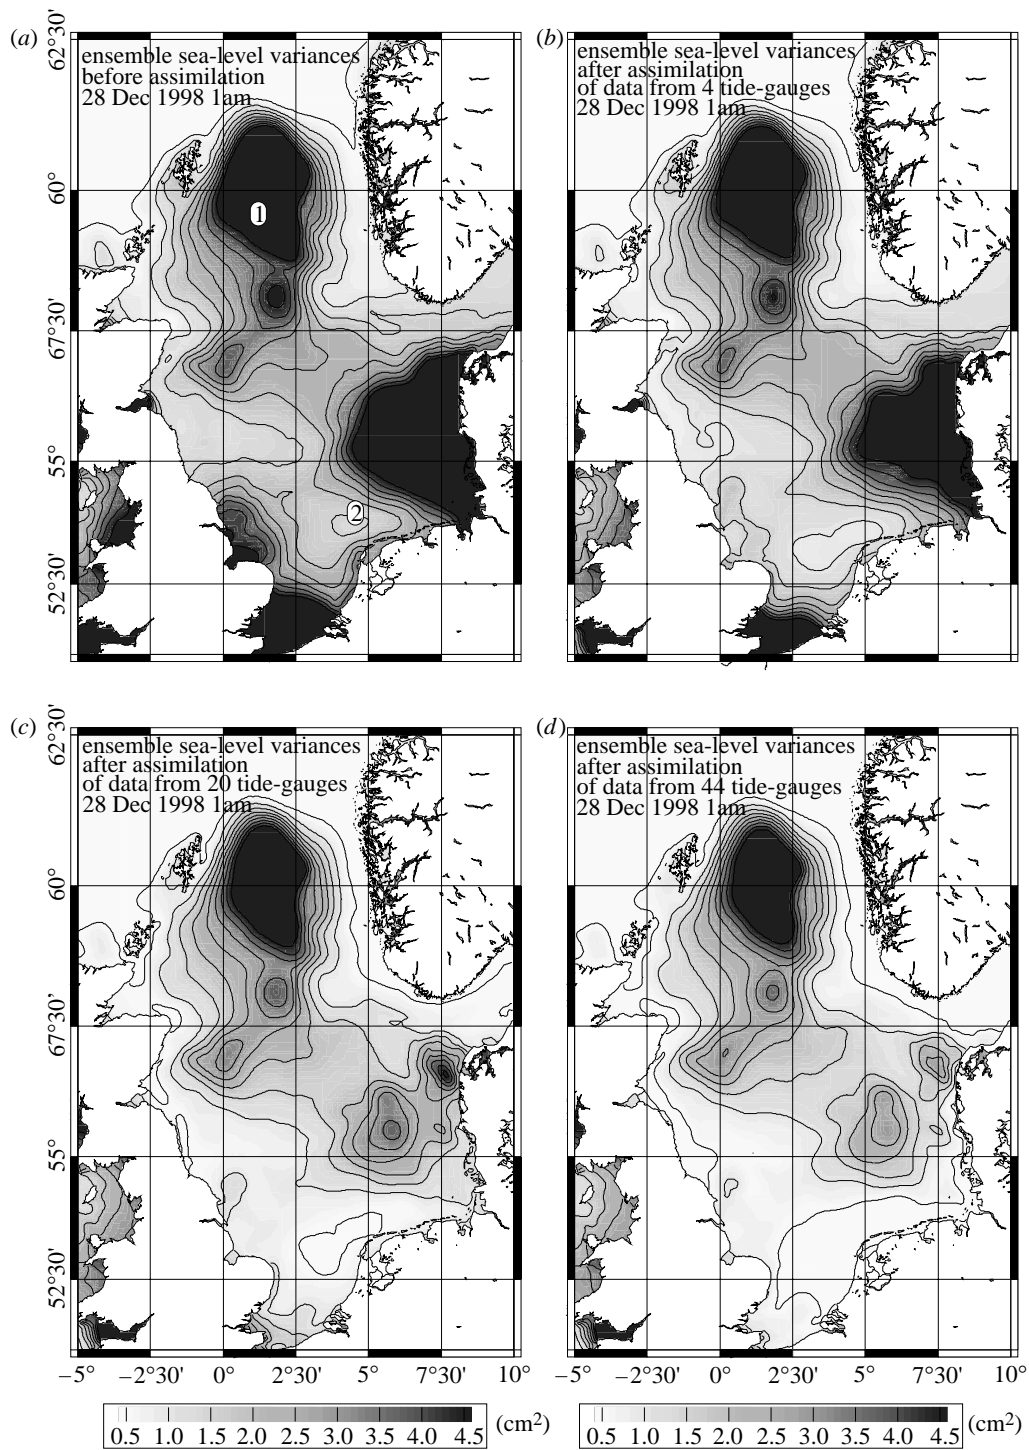 (a)
62°30'
ensemble sea-level variances
before assimilation
28 Dec 1998 1am
60°
1
67°30'
55°
2
52°30'
(b)
ensemble sea-level variances
after assimilation
of data from 4 tide-gauges
28 Dec 1998 1am
(c)
62°30'
ensemble sea-level variances
after assimilation
of data from 20 tide-gauges
28 Dec 1998 1am
60°
67°30'
55°
52°30'
(d)
ensemble sea-level variances
after assimilation
of data from 44 tide-gauges
28 Dec 1998 1am
−5° −2°30' 0° 2°30' 5° 7°30' 10°
−5° −2°30' 0° 2°30' 5° 7°30' 10°
0.5 1.0 1.5 2.0 2.5 3.0 3.5 4.0 4.5 (cm²)
0.5 1.0 1.5 2.0 2.5 3.0 3.5 4.0 4.5 (cm²)